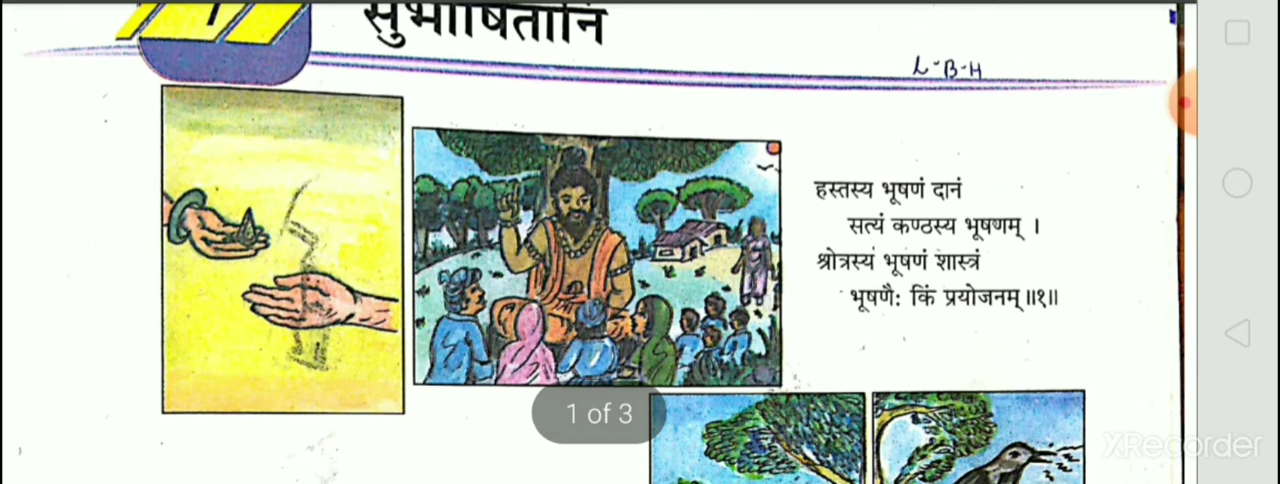 सुभाषितानि
L-B-H
हस्तस्य भूषणं दानं
सत्यं कण्ठस्य भूषणम् ।
श्रोत्रस्य भूषणं शास्त्रं
भूषणैः किं प्रयोजनम् ॥१॥
1 of 3
XRecorder